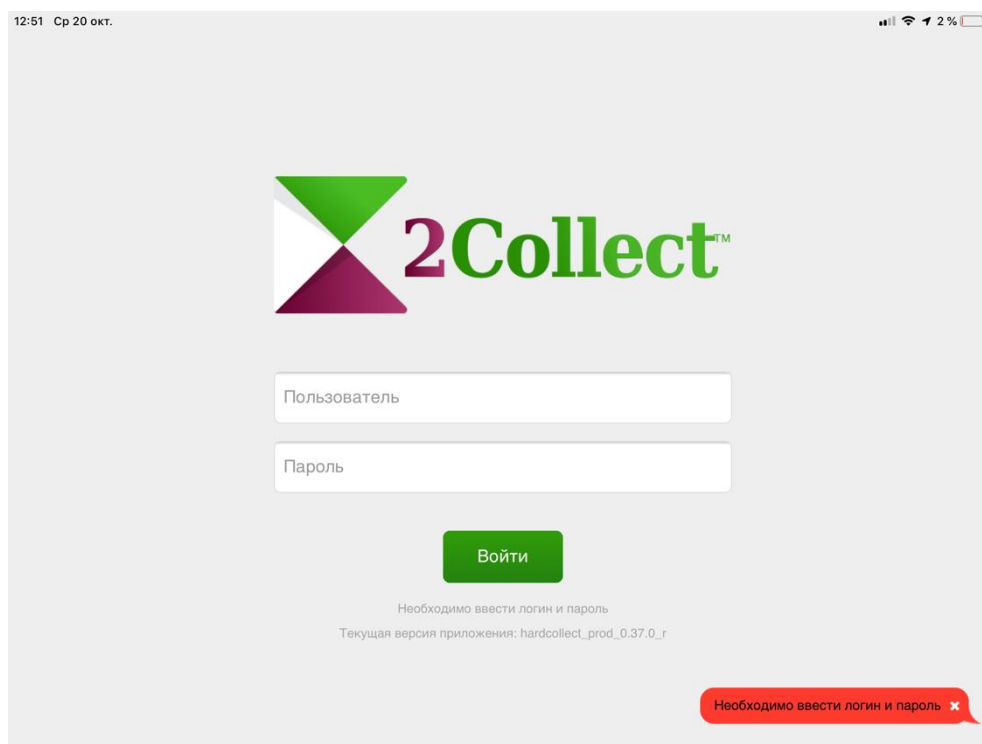 12:51 Ср 20 окт. 2 %
2Collect™
Пользователь
Пароль
Войти
Необходимо ввести логин и пароль
Текущая версия приложения: hardcollect_prod_0.37.0_r
Необходимо ввести логин и пароль ×